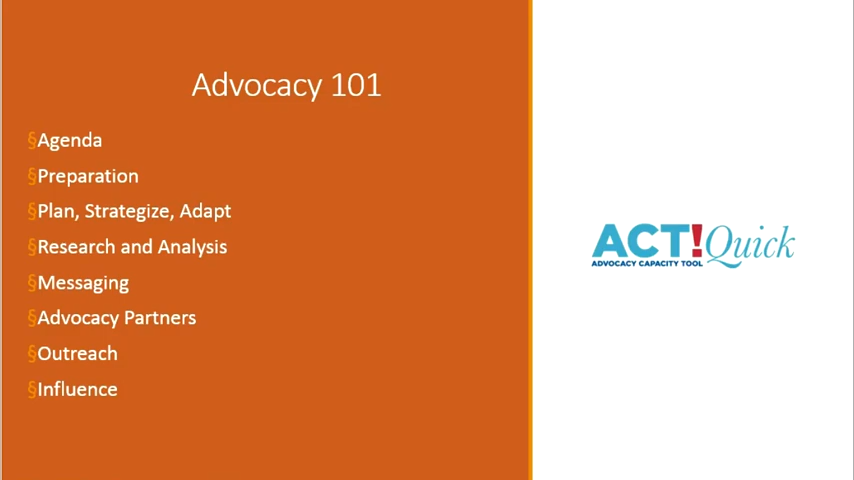 Advocacy 101
§Agenda
§Preparation
§Plan, Strategize, Adapt
§Research and Analysis
§Messaging
§Advocacy Partners
§Outreach
§Influence
ACT!Quick
ADVOCACY CAPACITY TOOL